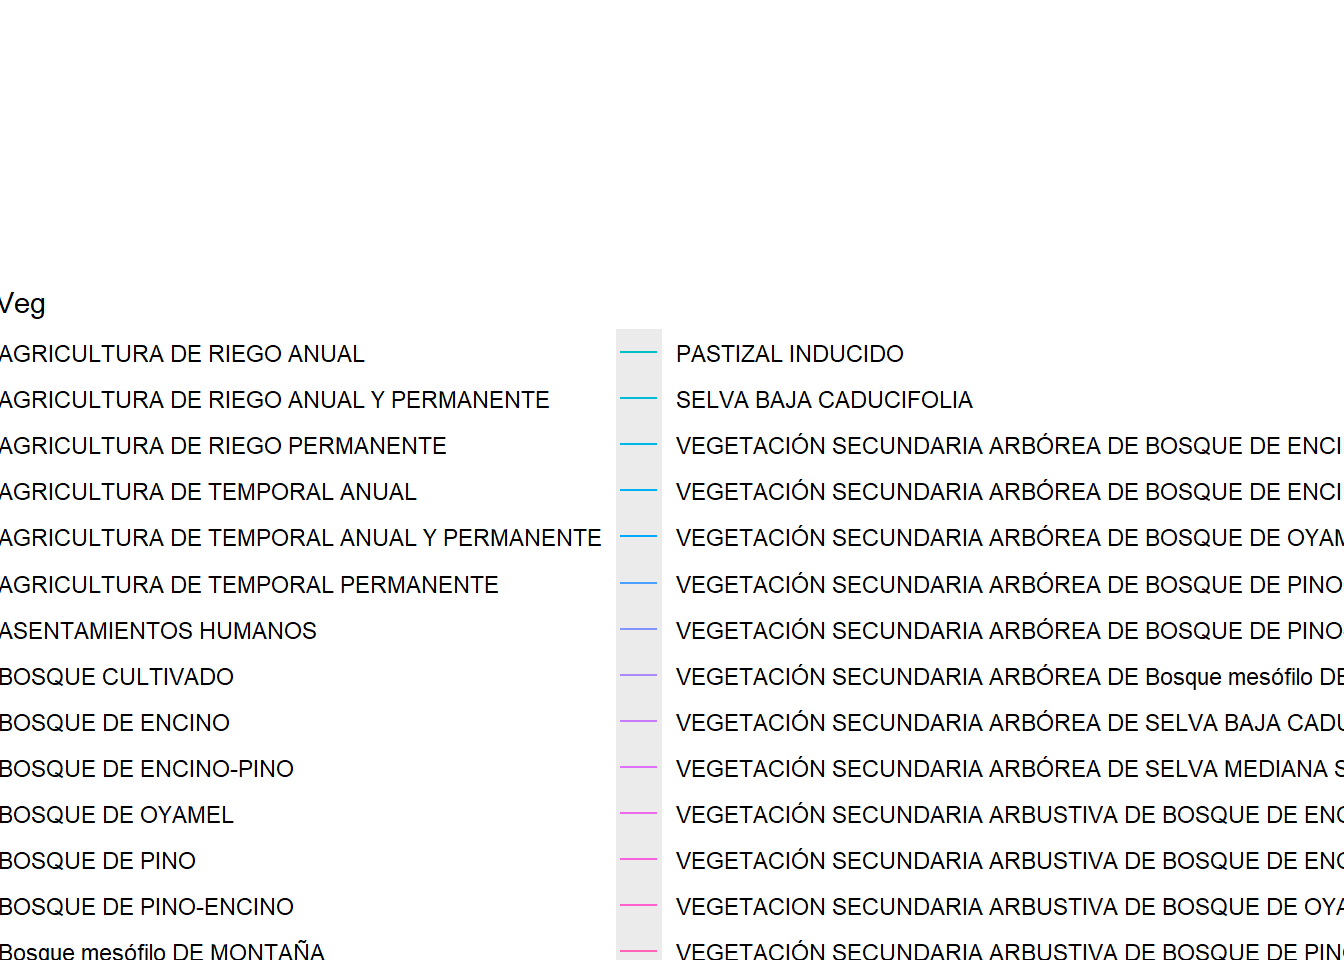 Veg
AGRICULTURA DE RIEGO ANUAL
AGRICULTURA DE RIEGO ANUAL Y PERMANENTE
AGRICULTURA DE RIEGO PERMANENTE
AGRICULTURA DE TEMPORAL ANUAL
AGRICULTURA DE TEMPORAL ANUAL Y PERMANENTE
AGRICULTURA DE TEMPORAL PERMANENTE
ASENTAMIENTOS HUMANOS
BOSQUE CULTIVADO
BOSQUE DE ENCINO
BOSQUE DE ENCINO-PINO
BOSQUE DE OYAMEL
BOSQUE DE PINO
BOSQUE DE PINO-ENCINO
Bosque mesófilo DE MONTAÑA
PASTIZAL INDUCIDO
SELVA BAJA CADUCIFOLIA
VEGETACIÓN SECUNDARIA ARBÓREA DE BOSQUE DE ENCI
VEGETACIÓN SECUNDARIA ARBÓREA DE BOSQUE DE ENCI
VEGETACIÓN SECUNDARIA ARBÓREA DE BOSQUE DE OYAM
VEGETACIÓN SECUNDARIA ARBÓREA DE BOSQUE DE PINO
VEGETACIÓN SECUNDARIA ARBÓREA DE BOSQUE DE PINO
VEGETACIÓN SECUNDARIA ARBÓREA DE Bosque mesófilo DE
VEGETACIÓN SECUNDARIA ARBÓREA DE SELVA BAJA CADU
VEGETACIÓN SECUNDARIA ARBÓREA DE SELVA MEDIANA S
VEGETACIÓN SECUNDARIA ARBUSTIVA DE BOSQUE DE ENC
VEGETACIÓN SECUNDARIA ARBUSTIVA DE BOSQUE DE ENC
VEGETACION SECUNDARIA ARBUSTIVA DE BOSQUE DE OYA
VEGETACIÓN SECUNDARIA ARBUSTIVA DE BOSQUE DE PIN